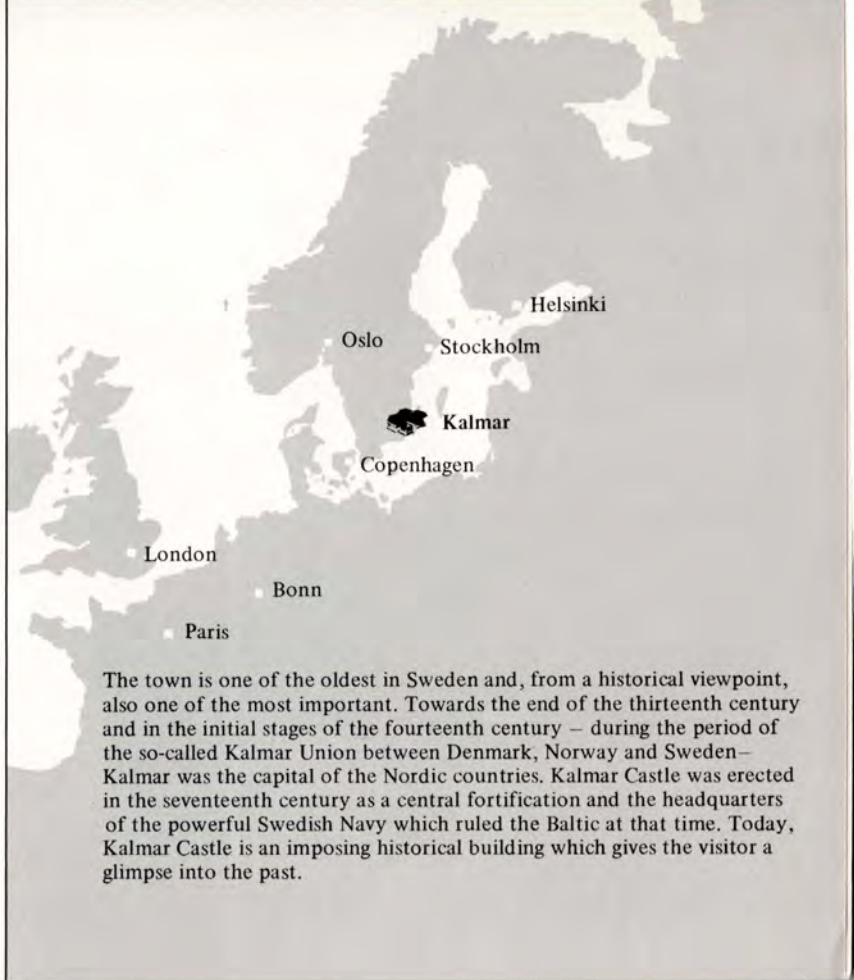 Helsinki
Oslo
Stockholm
Kalmar
Copenhagen
London
Bonn
Paris
The town is one of the oldest in Sweden and, from a historical viewpoint,
also one of the most important. Towards the end of the thirteenth century
and in the initial stages of the fourteenth century – during the period of
the so-called Kalmar Union between Denmark, Norway and Sweden–
Kalmar was the capital of the Nordic countries. Kalmar Castle was erected
in the seventeenth century as a central fortification and the headquarters
of the powerful Swedish Navy which ruled the Baltic at that time. Today,
Kalmar Castle is an imposing historical building which gives the visitor a
glimpse into the past.